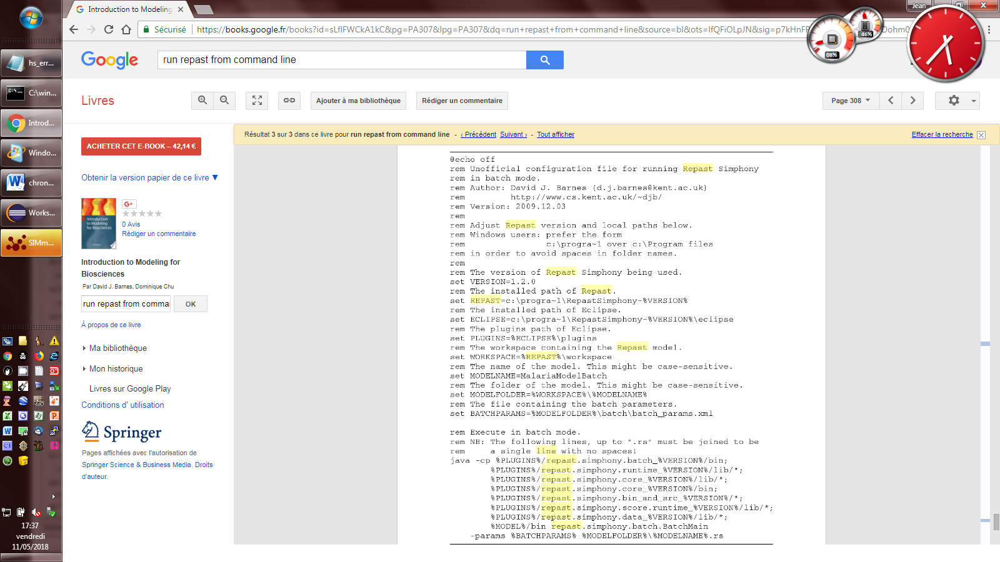 Introduction to Modeling
Jean
Sécurisé
https://books.google.fr/books?id=sLfIFWCkA1kC&pg=PA307&lpg=PA307&dq=run+repast+from+command+line&source=bl&ots=IfQFiOLpJN&sig=p7kHnF
46%
08%
Google
run repast from command line
Livres
Ajouter à ma bibliothèque
Rédiger un commentaire
Page 308
Résultat 3 sur 3 dans ce livre pour run repast from command line - ‹ Précédent Suivant › - Tout afficher
Effacer la recherche
hs_err...
C:\win...
Introd...
Windo...
chron...
Works...
SIMm...
17:37
vendredi
11/05/2018
ACHETER CET E-BOOK – 42,14 €
Obtenir la version papier de ce livre ▼
Introduction to Modeling for Biosciences
G+
0 Avis
Rédiger un commentaire
Introduction to Modeling for
Biosciences
Par David J. Barnes, Dominique Chu
run repast from comma
OK
À propos de ce livre
Ma bibliothèque
Mon historique
Livres sur Google Play
Conditions d' utilisation
Springer
Pages affichées avec l'autorisation de
Springer Science & Business Media. Droits
d'auteur.
@echo off
rem Unofficial configuration file for running Repast Simphony
rem in batch mode.
rem Author: David J. Barnes (d.j.barnes@kent.ac.uk)
rem         http://www.cs.kent.ac.uk/~djb/
rem Version: 2009.12.03
rem
rem Adjust Repast version and local paths below.
rem Windows users: prefer the form
rem                c:\progra~1 over c:\Program files
rem in order to avoid spaces in folder names.
rem
rem The version of Repast Simphony being used.
set VERSION=1.2.0
rem The installed path of Repast.
set REPAST=c:\progra~1\RepastSimphony-%VERSION%
rem The installed path of Eclipse.
set ECLIPSE=c:\progra~1\RepastSimphony-%VERSION%\eclipse
rem The plugins path of Eclipse.
set PLUGINS=%ECLIPSE%\plugins
rem The workspace containing the Repast model.
set WORKSPACE=%REPAST%\workspace
rem The name of the model. This might be case-sensitive.
set MODELNAME=MalariaModelBatch
rem The folder of the model. This might be case-sensitive.
set MODELFOLDER=%WORKSPACE%\%MODELNAME%
rem The file containing the batch parameters.
set BATCHPARAMS=%MODELFOLDER%\batch\batch_params.xml
rem Execute in batch mode.
rem NB: The following lines, up to ".rs" must be joined to be
rem     a single line with no spaces!
java -cp %PLUGINS%/repast.simphony.batch_%VERSION%/bin;
%PLUGINS%/repast.simphony.runtime_%VERSION%/lib/*;
%PLUGINS%/repast.simphony.core_%VERSION%/lib/*;
%PLUGINS%/repast.simphony.core_%VERSION%/bin;
%PLUGINS%/repast.simphony.bin_and_src_%VERSION%/*;
%PLUGINS%/repast.simphony.score.runtime_%VERSION%/lib/*;
%PLUGINS%/repast.simphony.data_%VERSION%/lib/*;
%MODEL%/bin repast.simphony.batch.BatchMain
-params %BATCHPARAMS% %MODELFOLDER%\%MODELNAME%.rs